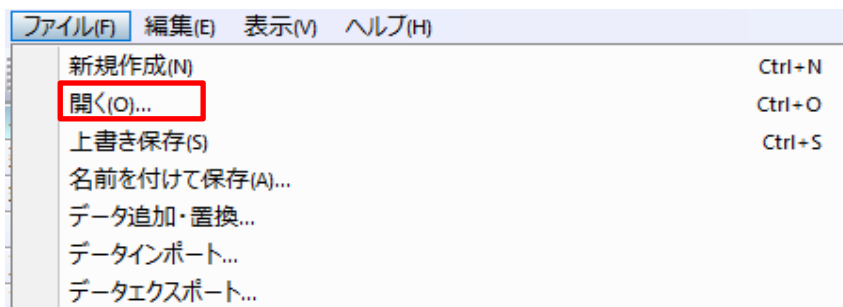 ファイル(F) 編集(E) 表示(V) ヘルプ(H)
新規作成(N) Ctrl+N
開く(O)... Ctrl+O
上書き保存(S) Ctrl+S
名前を付けて保存(A)...
データ追加・置換...
データインポート...
データエクスポート...